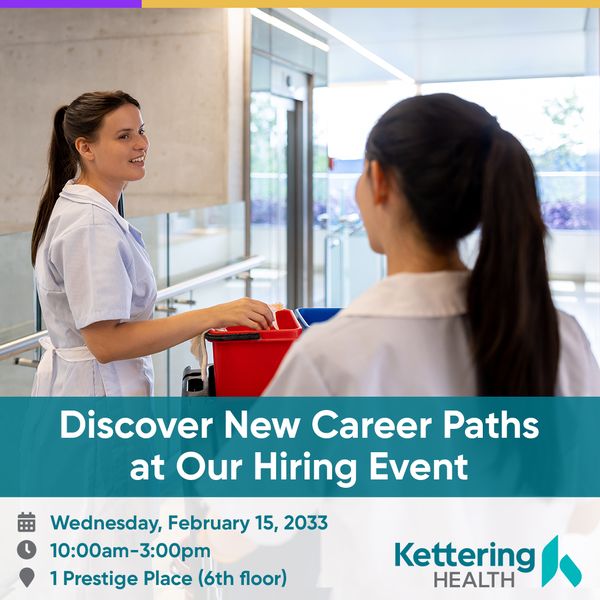 Discover New Career Paths
at Our Hiring Event
Wednesday, February 15, 2033
10:00am-3:00pm
1 Prestige Place (6th floor)
Kettering
HEALTH